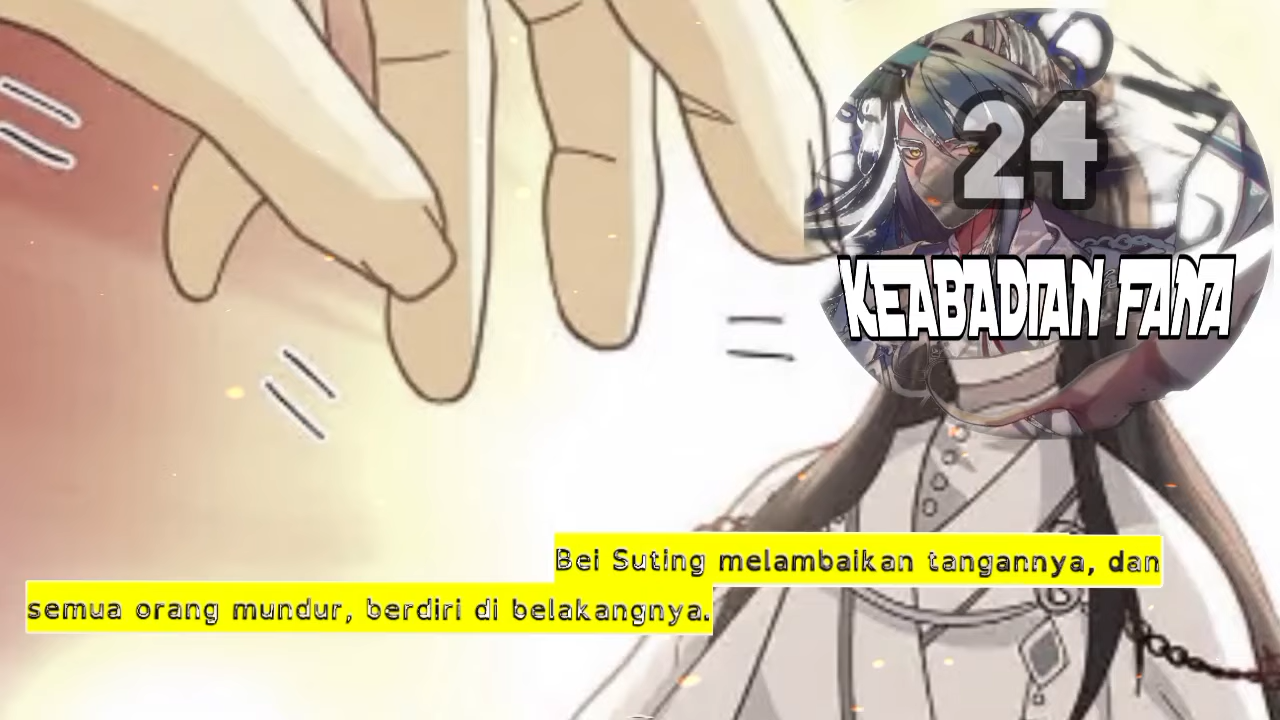 24
KEABADIAN FANA
Bei Suting melambaikan tangannya, dan
semua orang mundur, berdiri di belakangnya.